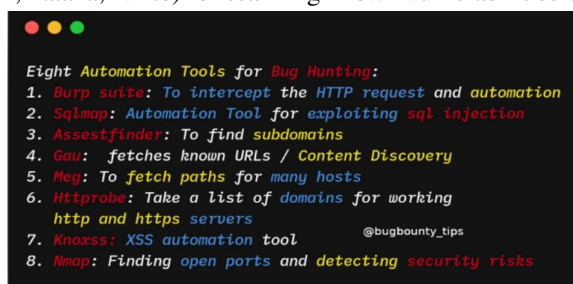 Eight Automation Tools for Bug Hunting:
1. Burp suite: To intercept the HTTP request and automation
2. Sqlmap: Automation Tool for exploiting sql injection
3. Assestfinder: To find subdomains
4. Gau: fetches known URLs / Content Discovery
5. Meg: To fetch paths for many hosts
6. Httprobe: Take a list of domains for working
http and https servers
@bugbounty_tips
7. Knoxss: XSS automation tool
8. Nmap: Finding open ports and detecting security risks